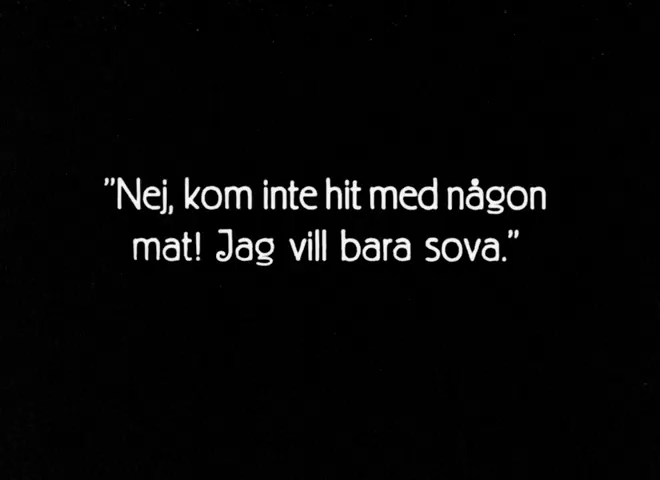 ”Nej, kom inte hit med någon
mat! Jag vill bara sova.”